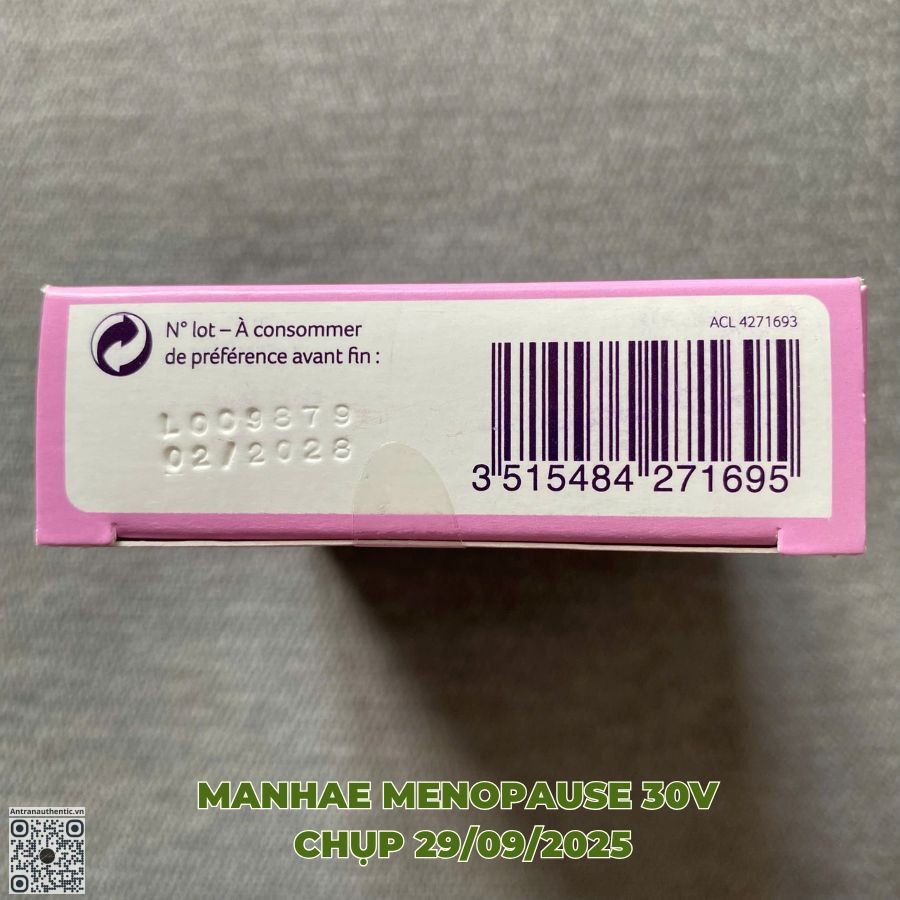 N° lot – À consommer
de préférence avant fin :
L009879
02/2028
ACL 4271693
3 515484 271695
MANHAE MENOPAUSE 30V
CHỤP 29/09/2025
Antranauthentic.vn